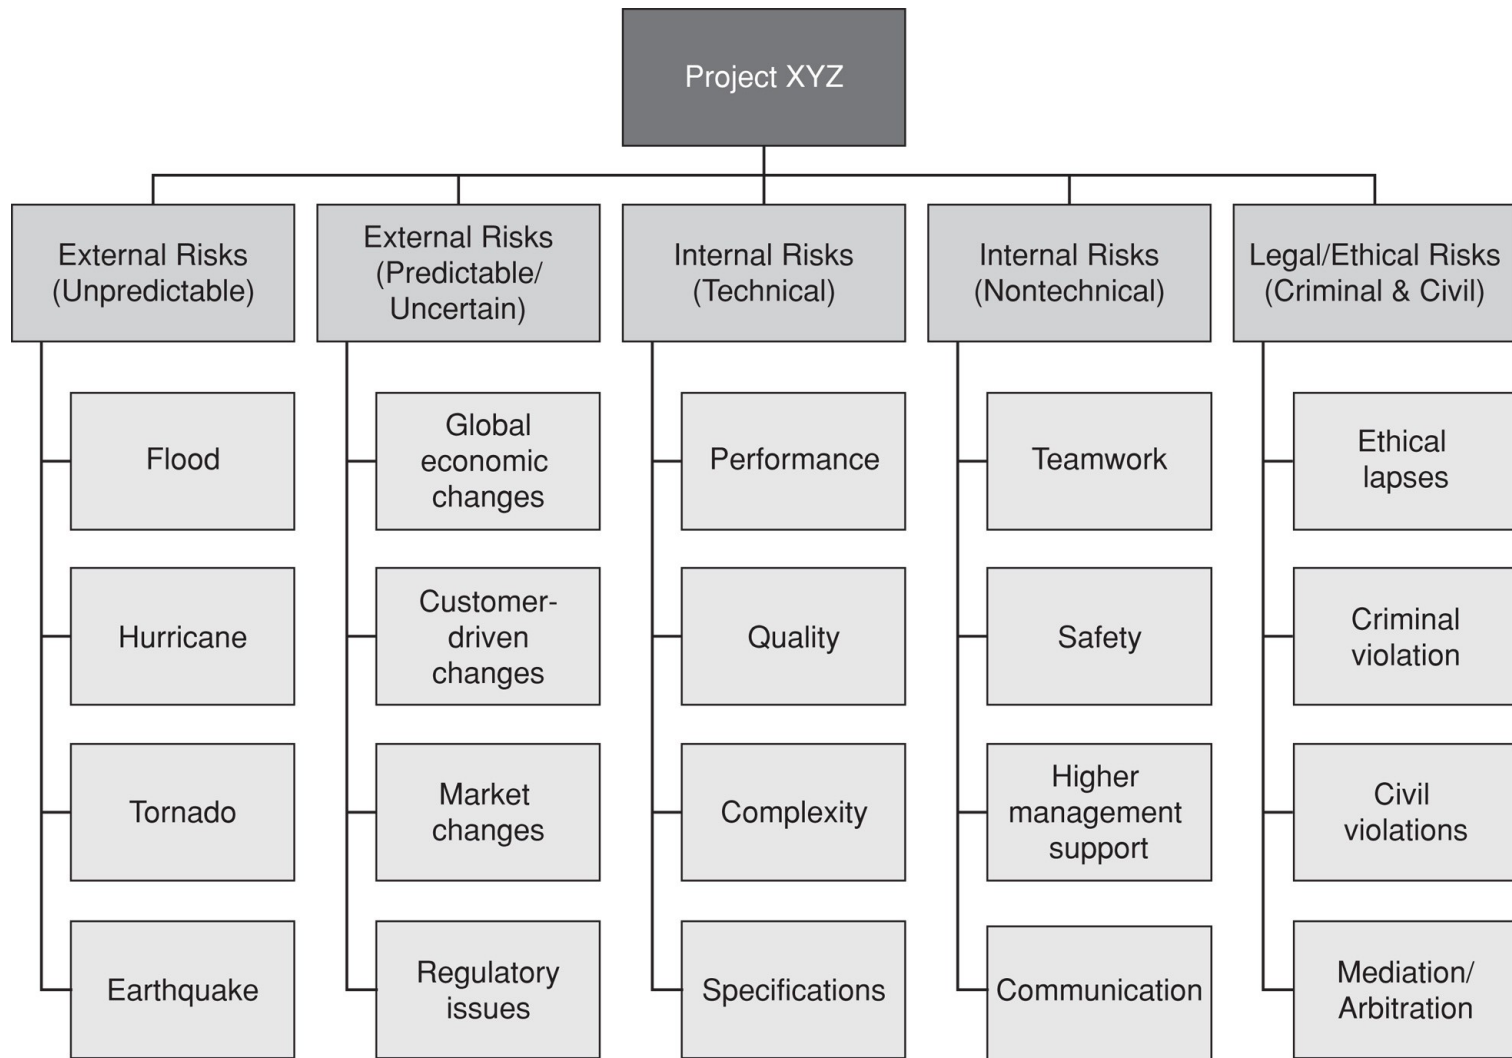 Project XYZ
External Risks
(Unpredictable)
External Risks
(Predictable/
Uncertain)
Internal Risks
(Technical)
Internal Risks
(Nontechnical)
Legal/Ethical Risks
(Criminal & Civil)
Flood
Hurricane
Tornado
Earthquake
Global
economic
changes
Customer-
driven
changes
Market
changes
Regulatory
issues
Performance
Quality
Complexity
Specifications
Teamwork
Safety
Higher
management
support
Communication
Ethical
lapses
Criminal
violation
Civil
violations
Mediation/
Arbitration